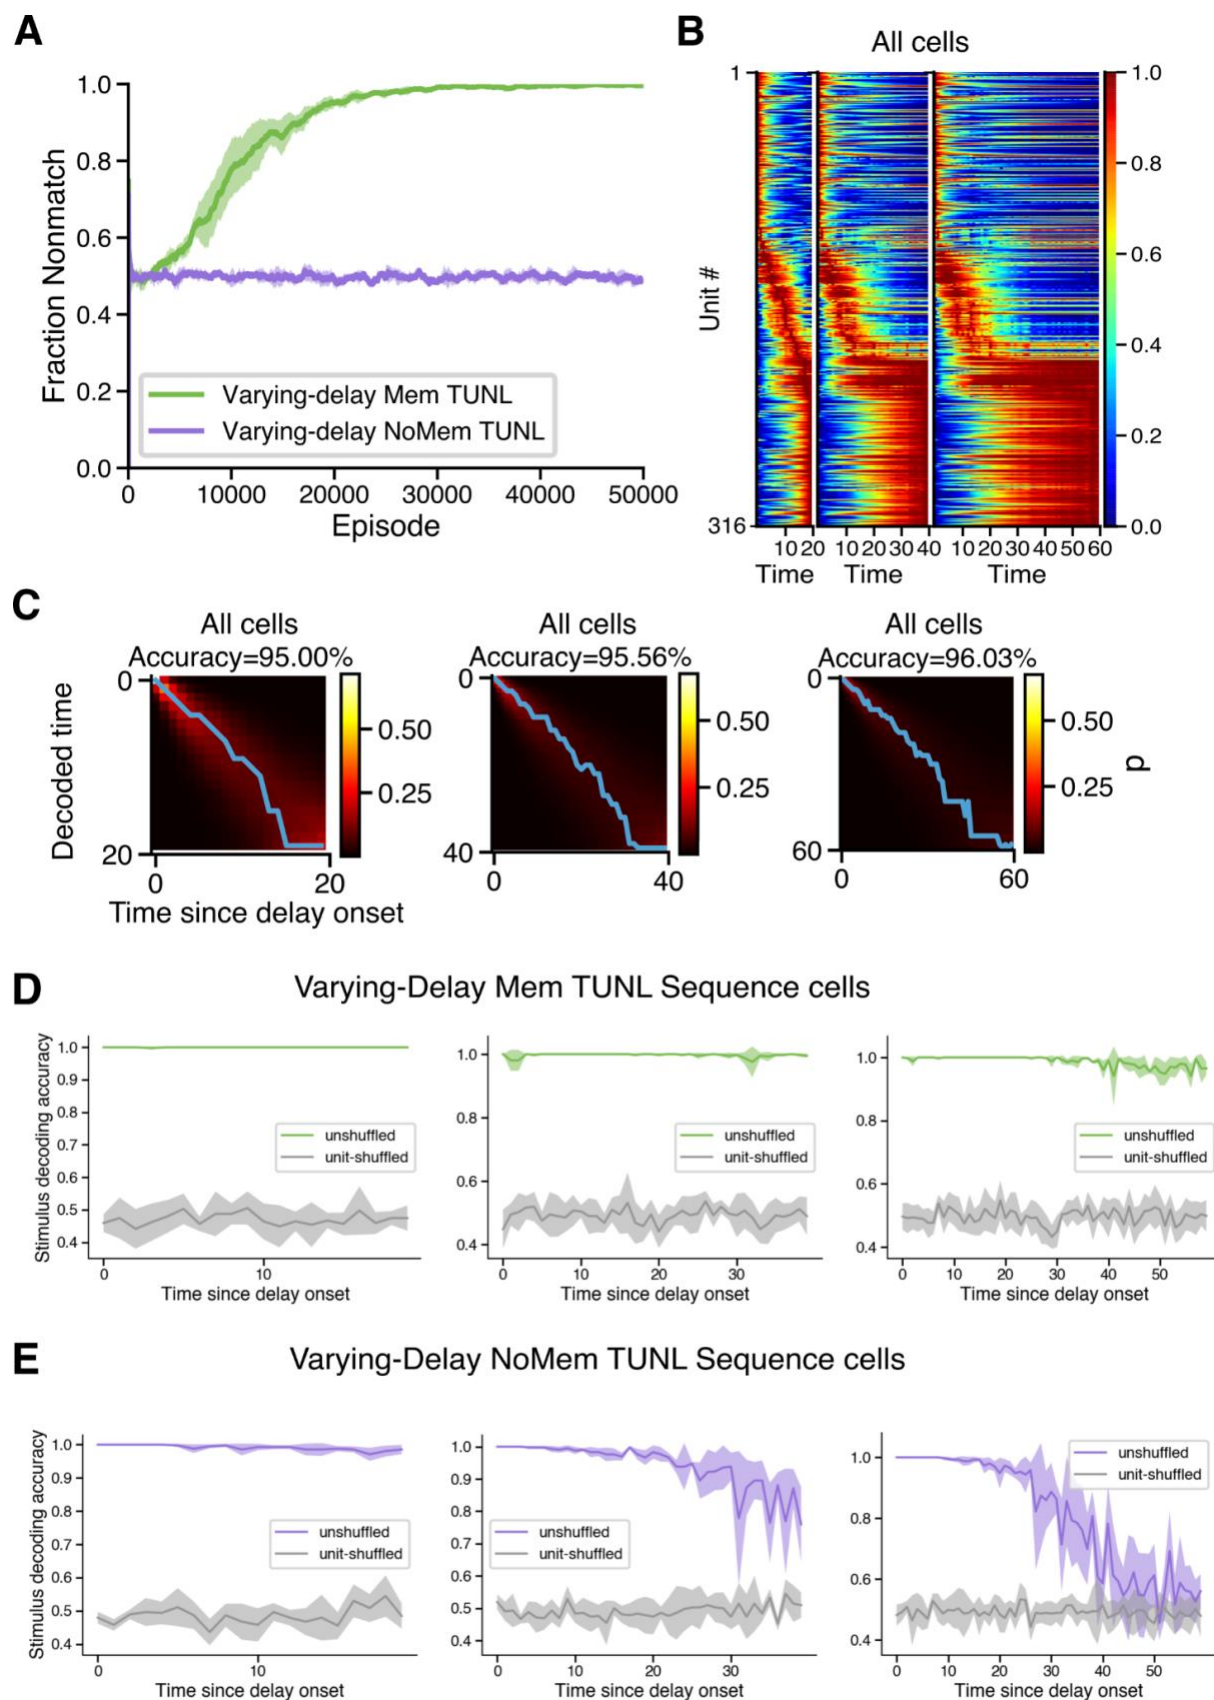 A
1.0
0.8
0.6
0.4
0.2
0.0
Fraction Nonmatch
Varying-delay Mem TUNL
Varying-delay NoMem TUNL
0 10000 20000 30000 40000 50000
Episode
B
All cells
1
Unit #
316
10 20 10 20 30 40 10 20 30 40 50 60
Time Time Time
1.0
0.8
0.6
0.4
0.2
0.0
C
All cells
Accuracy=95.00%
Decoded time
0
20
0 20
Time since delay onset
0.50
0.25
All cells
Accuracy=95.56%
0
40
0 40
0.50
0.25
All cells
Accuracy=96.03%
0
60
0 60
0.50
0.25
p
D
Varying-Delay Mem TUNL Sequence cells
Stimulus decoding accuracy
1.0
0.9
0.8
0.7
0.6
0.5
0.4
unshuffled
unit-shuffled
0 10
Time since delay onset
1.0
0.8
0.6
0.4
unshuffled
unit-shuffled
0 10 20 30
Time since delay onset
1.0
0.8
0.6
0.4
unshuffled
unit-shuffled
0 10 20 30 40 50
Time since delay onset
E
Varying-Delay NoMem TUNL Sequence cells
Stimulus decoding accuracy
1.0
0.9
0.8
0.7
0.6
0.5
0.4
unshuffled
unit-shuffled
0 10
Time since delay onset
1.0
0.9
0.8
0.7
0.6
0.5
0.4
unshuffled
unit-shuffled
0 10 20 30
Time since delay onset
1.0
0.8
0.6
0.4
unshuffled
unit-shuffled
0 10 20 30 40 50
Time since delay onset